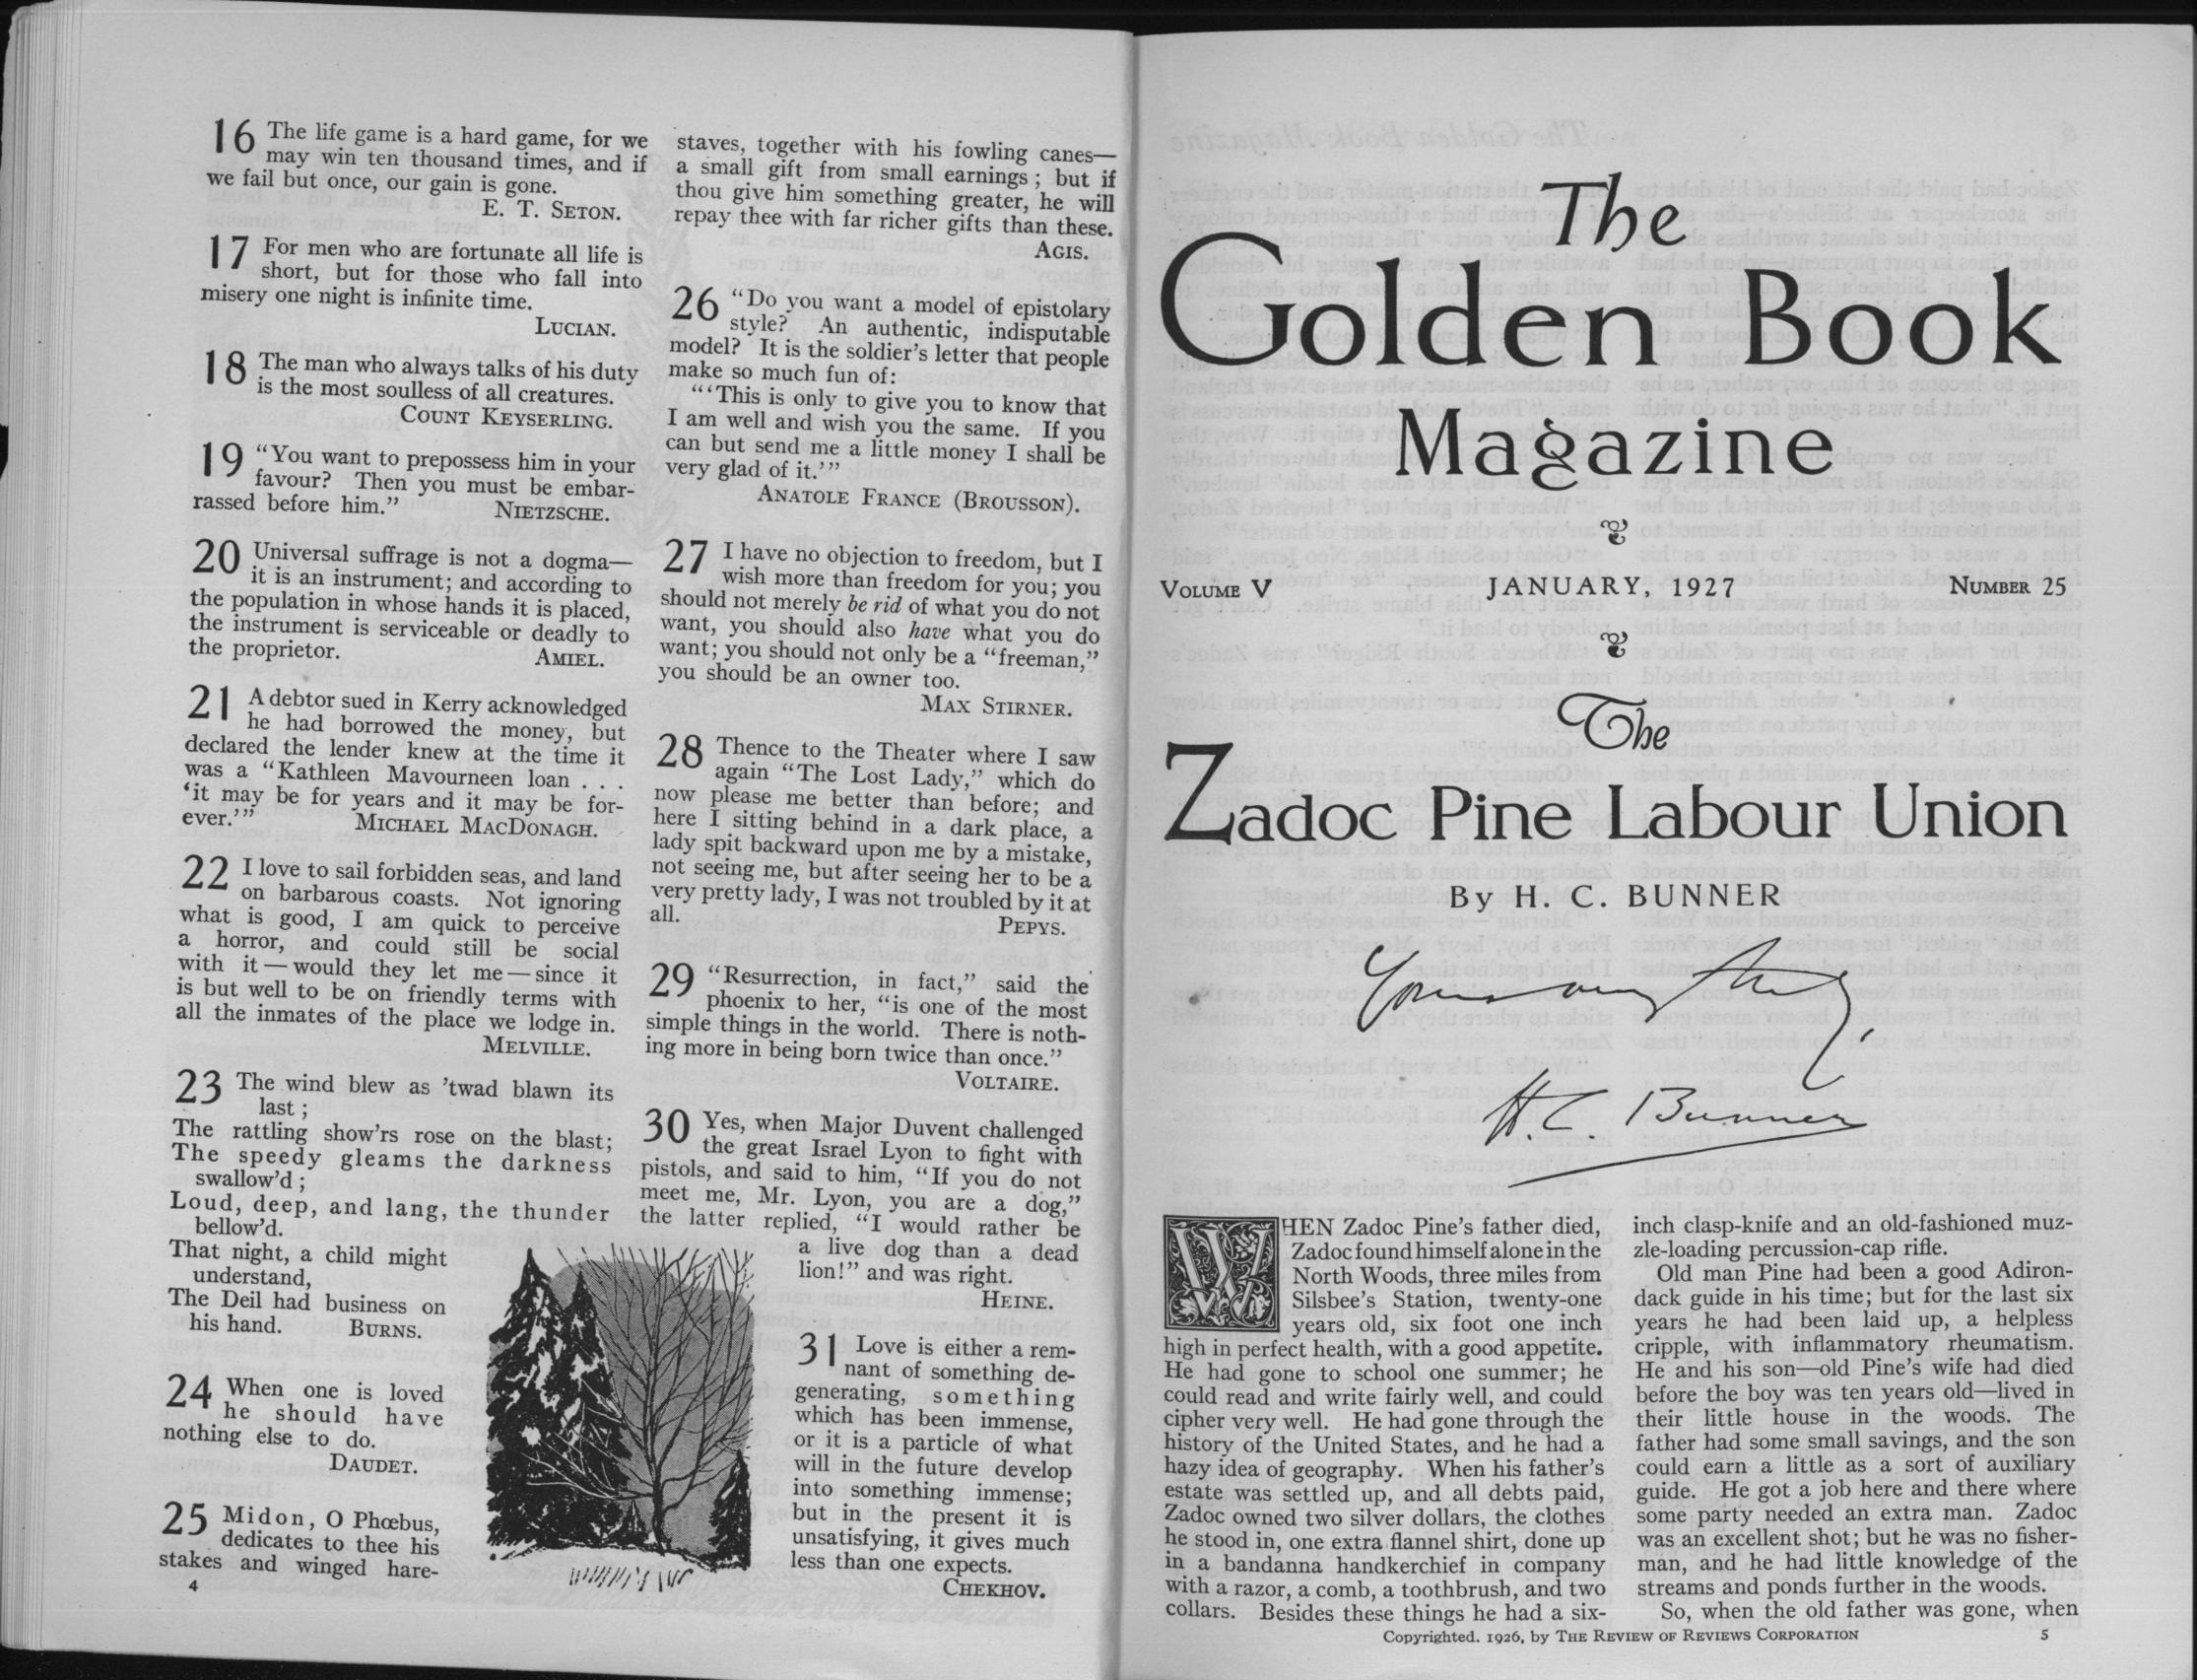 16 The life game is a hard game, for we
may win ten thousand times, and if
we fail but once, our gain is gone.
E. T. SETON.
17 For men who are fortunate all life is
short, but for those who fall into
misery one night is infinite time.
LUCIAN.
18 The man who always talks of his duty
is the most soulless of all creatures.
COUNT KEYSERLING.
19 “You want to prepossess him in your
favour? Then you must be embar-
rassed before him.” NIETZSCHE.
20 Universal suffrage is not a dogma—
it is an instrument; and according to
the population in whose hands it is placed,
the instrument is serviceable or deadly to
the proprietor. AMIEL.
21 A debtor sued in Kerry acknowledged
he had borrowed the money, but
declared the lender knew at the time it
was a “Kathleen Mavourneen loan . . .
‘it may be for years and it may be for-
ever.’” MICHAEL MACDONAGH.
22 I love to sail forbidden seas, and land
on barbarous coasts. Not ignoring
what is good, I am quick to perceive
a horror, and could still be social
with it—would they let me—since it
is but well to be on friendly terms with
all the inmates of the place we lodge in.
MELVILLE.
23 The wind blew as ’twad blawn its
last;
The rattling show’rs rose on the blast;
The speedy gleams the darkness
swallow’d;
Loud, deep, and lang, the thunder
bellow’d.
That night, a child might
understand,
The Deil had business on
his hand. BURNS.
24 When one is loved
he should have
nothing else to do.
DAUDET.
25 Midon, O Phœbus,
dedicates to thee his
stakes and winged hare-
4
staves, together with his fowling canes—
a small gift from small earnings; but if
thou give him something greater, he will
repay thee with far richer gifts than these.
AGIS.
26 “Do you want a model of epistolary
style? An authentic, indisputable
model? It is the soldier’s letter that people
make so much fun of:
“‘This is only to give you to know that
I am well and wish you the same. If you
can but send me a little money I shall be
very glad of it.’”
ANATOLE FRANCE (BROUSSON).
27 I have no objection to freedom, but I
wish more than freedom for you; you
should not merely be rid of what you do not
want, you should also have what you do
want; you should not only be a “freeman,”
you should be an owner too.
MAX STIRNER.
28 Thence to the Theater where I saw
again “The Lost Lady,” which do
now please me better than before; and
here I sitting behind in a dark place, a
lady spit backward upon me by a mistake,
not seeing me, but after seeing her to be a
very pretty lady, I was not troubled by it at
all. PEPYS.
29 “Resurrection, in fact,” said the
phoenix to her, “is one of the most
simple things in the world. There is noth-
ing more in being born twice than once.”
VOLTAIRE.
30 Yes, when Major Duvent challenged
the great Israel Lyon to fight with
pistols, and said to him, “If you do not
meet me, Mr. Lyon, you are a dog,”
the latter replied, “I would rather be
a live dog than a dead
lion!” and was right.
HEINE.
31 Love is either a rem-
nant of something de-
generating, something
which has been immense,
or it is a particle of what
will in the future develop
into something immense;
but in the present it is
unsatisfying, it gives much
less than one expects.
CHEKHOV.
The
Golden Book
Magazine
VOLUME V JANUARY, 1927 NUMBER 25
The
Zadoc Pine Labour Union
By H. C. BUNNER
H. C. Bunner
WHEN Zadoc Pine’s father died,
Zadoc found himself alone in the
North Woods, three miles from
Silsbee’s Station, twenty-one
years old, six foot one inch
high in perfect health, with a good appetite.
He had gone to school one summer; he
could read and write fairly well, and could
cipher very well. He had gone through the
history of the United States, and he had a
hazy idea of geography. When his father’s
estate was settled up, and all debts paid,
Zadoc owned two silver dollars, the clothes
he stood in, one extra flannel shirt, done up
in a bandanna handkerchief in company
with a razor, a comb, a toothbrush, and two
collars. Besides these things he had a six-
inch clasp-knife and an old-fashioned muz-
zle-loading percussion-cap rifle.
Old man Pine had been a good Adiron-
dack guide in his time; but for the last six
years he had been laid up, a helpless
cripple, with inflammatory rheumatism.
He and his son—old Pine’s wife had died
before the boy was ten years old—lived in
their little house in the woods. The
father had some small savings, and the son
could earn a little as a sort of auxiliary
guide. He got a job here and there where
some party needed an extra man. Zadoc
was an excellent shot; but he was no fisher-
man, and he had little knowledge of the
streams and ponds further in the woods.
So, when the old father was gone, when
Copyrighted. 1926, by THE REVIEW OF REVIEWS CORPORATION 5